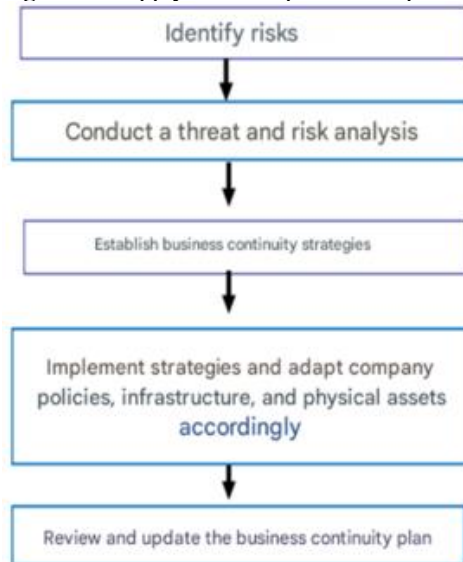 Identify risks
Conduct a threat and risk analysis
Establish business continuity strategies
Implement strategies and adapt company
policies, infrastructure, and physical assets
accordingly
Review and update the business continuity plan